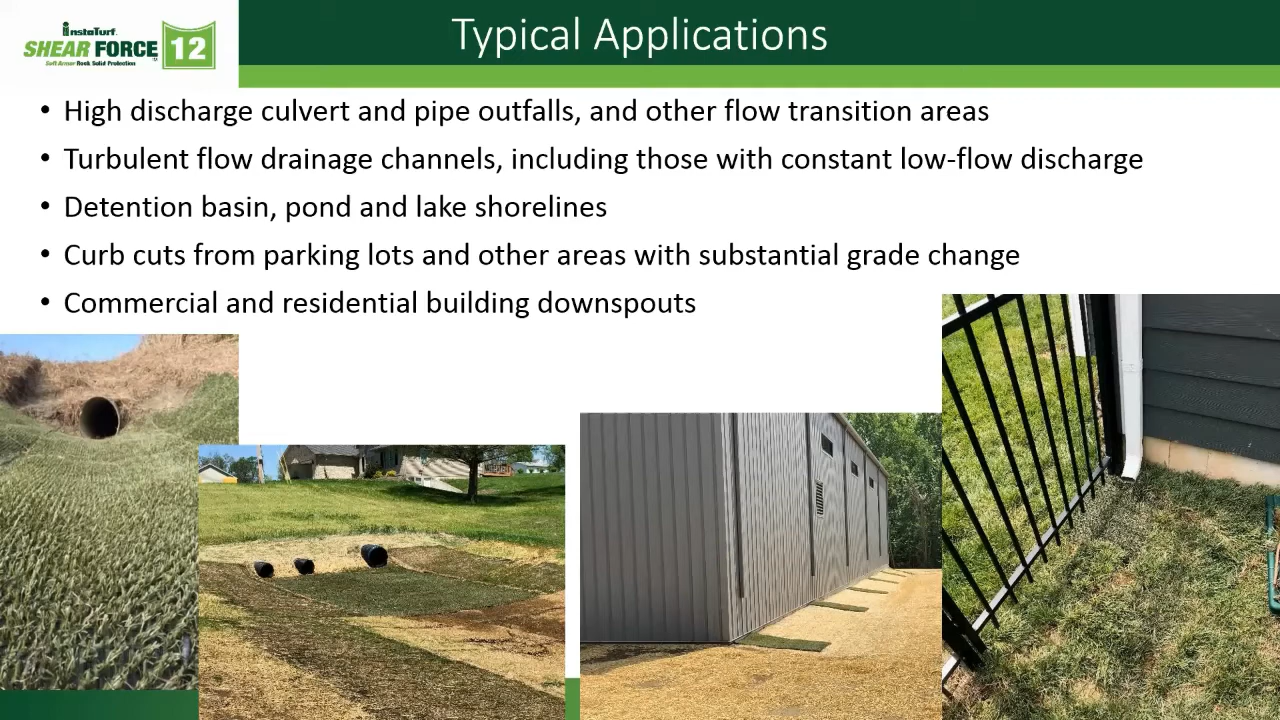 InstaTurf
SHEAR FORCE 12
Soft Armor Rock Solid Protection
TM
Typical Applications
• High discharge culvert and pipe outfalls, and other flow transition areas
• Turbulent flow drainage channels, including those with constant low-flow discharge
• Detention basin, pond and lake shorelines
• Curb cuts from parking lots and other areas with substantial grade change
• Commercial and residential building downspouts